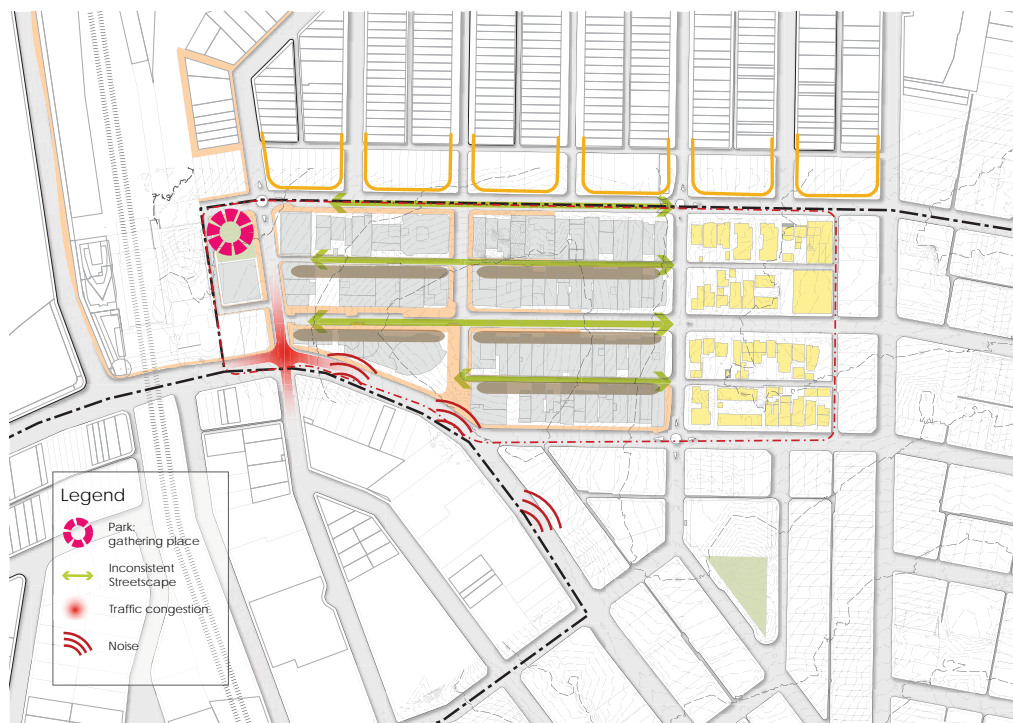 Legend
Park:
gathering place
Inconsistent
Streetscape
Traffic congestion
Noise